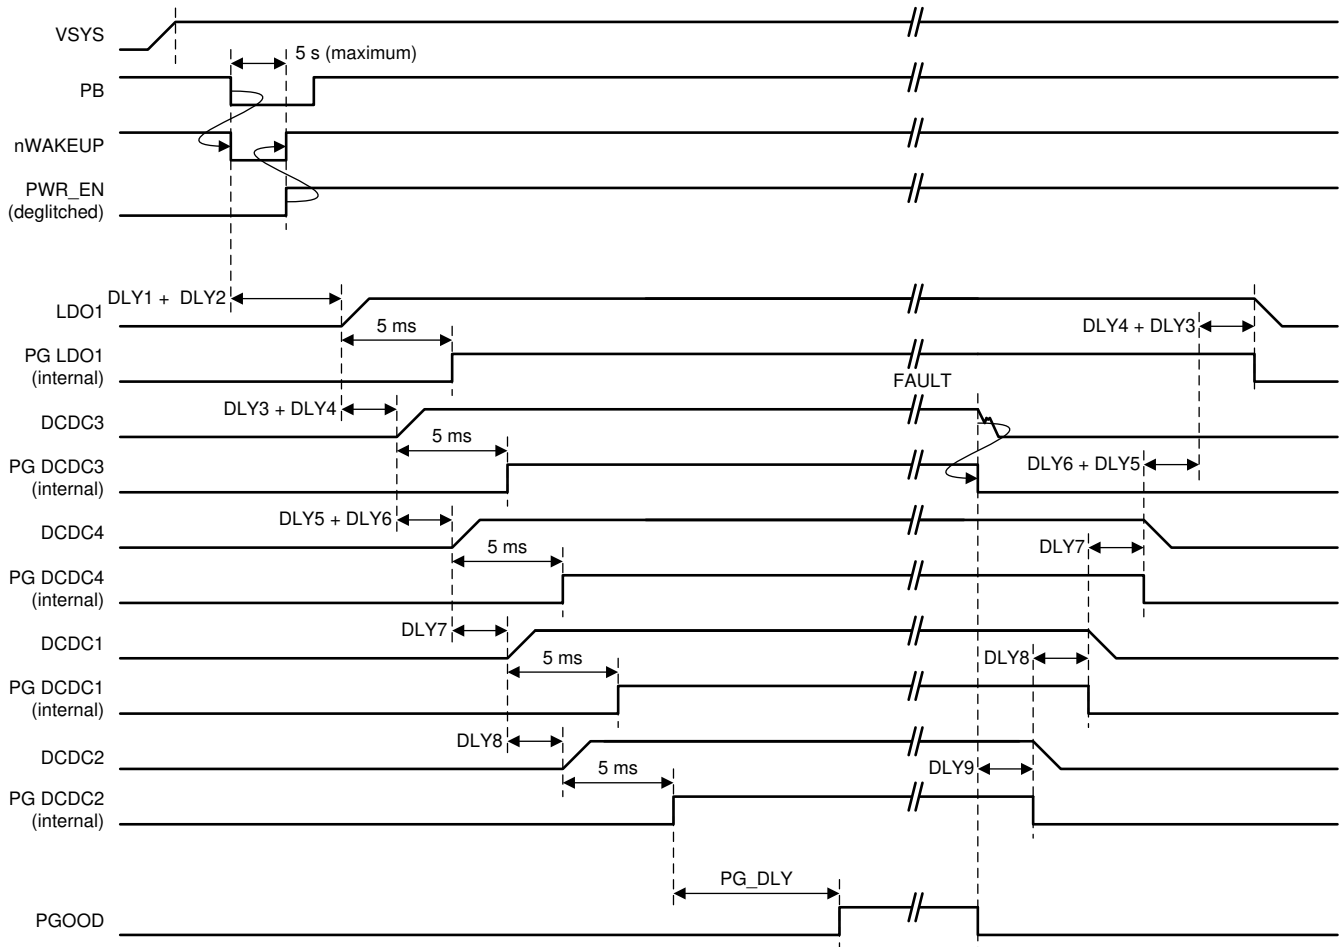 VSYS
5 s (maximum)
PB
nWAKEUP
PWR_EN
(deglitched)
DLY1 + DLY2
LDO1
5 ms
DLY4 + DLY3
PG LDO1
(internal)
FAULT
DLY3 + DLY4
DCDC3
5 ms
PG DCDC3
(internal)
DLY6 + DLY5
DLY5 + DLY6
DCDC4
5 ms
DLY7
PG DCDC4
(internal)
DLY7
DCDC1
5 ms
DLY8
PG DCDC1
(internal)
DLY8
DCDC2
5 ms
DLY9
PG DCDC2
(internal)
PG_DLY
PGOOD